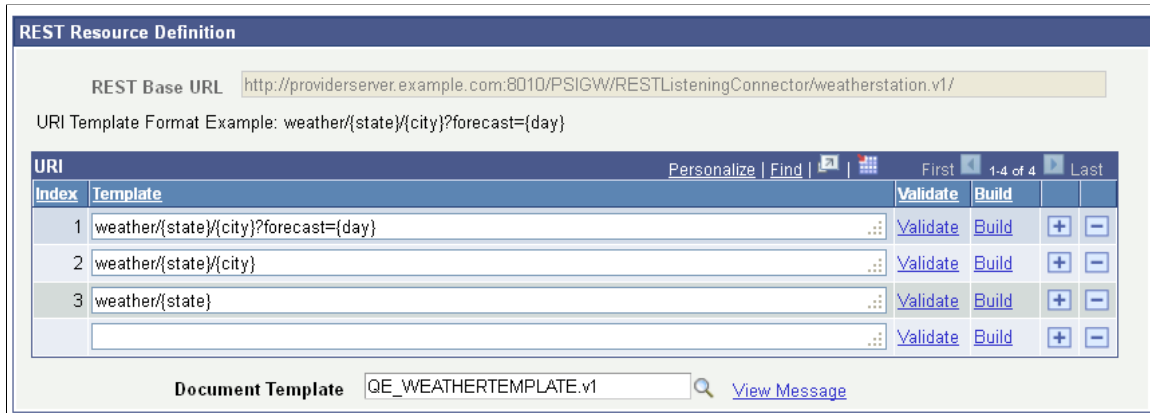 REST Resource Definition
REST Base URL http://providerserver.example.com:8010/PSIGW/RESTListeningConnector/weatherstation.v1/
URI Template Format Example: weather/{state}/{city}?forecast={day}
URI Personalize | Find | | First 1-4 of 4 Last
Index Template Validate Build
1 weather/{state}/{city}?forecast={day} Validate Build
2 weather/{state}/{city} Validate Build
3 weather/{state} Validate Build
Validate Build
Document Template QE_WEATHERTEMPLATE.v1 View Message